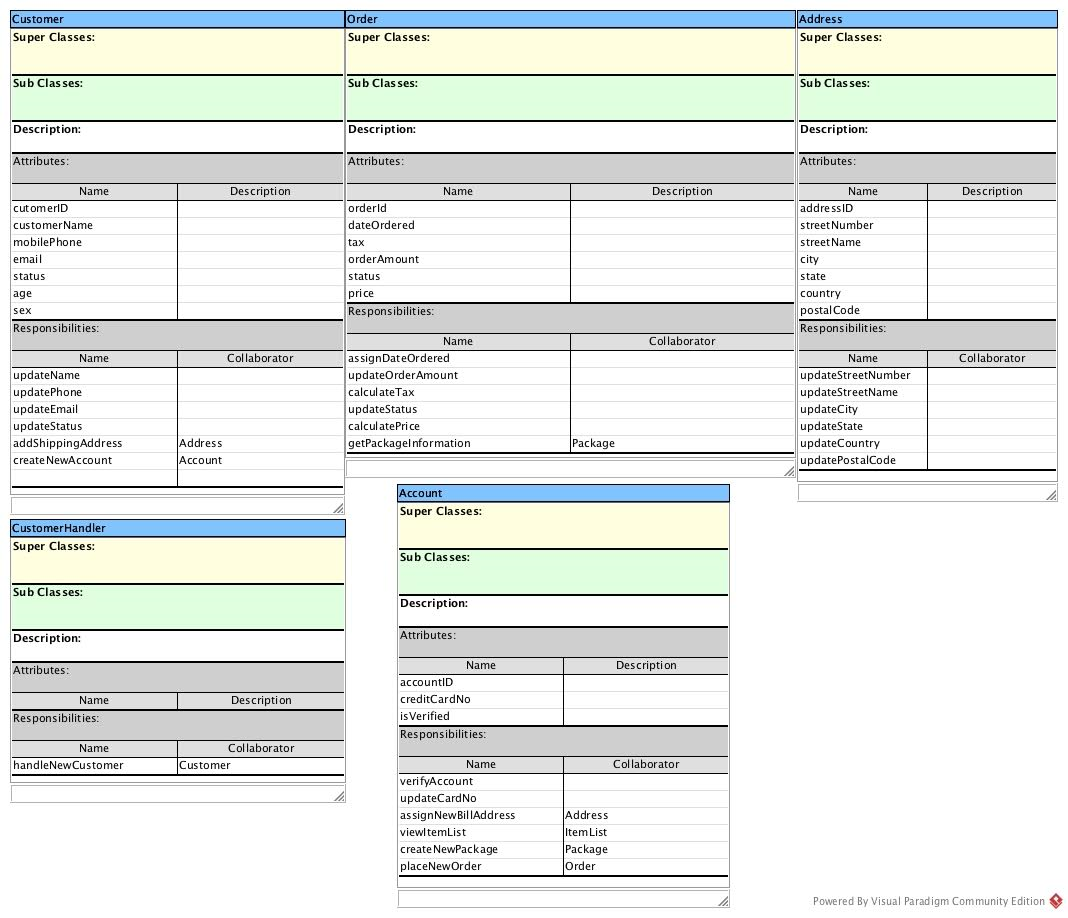 Customer
Super Classes:
Sub Classes:
Description:
Attributes:
Name Description
cutomerID
customerName
mobilePhone
email
status
age
sex
Responsibilities:
Name Collaborator
updateName
updatePhone
updateEmail
updateStatus
addShippingAddress Address
createNewAccount Account
Order
Super Classes:
Sub Classes:
Description:
Attributes:
Name Description
orderId
dateOrdered
tax
orderAmount
status
price
Responsibilities:
Name Collaborator
assignDateOrdered
updateOrderAmount
calculateTax
updateStatus
calculatePrice
getPackageInformation Package
Address
Super Classes:
Sub Classes:
Description:
Attributes:
Name Description
addressID
streetNumber
streetName
city
state
country
postalCode
Responsibilities:
Name Collaborator
updateStreetNumber
updateStreetName
updateCity
updateState
updateCountry
updatePostalCode
CustomerHandler
Super Classes:
Sub Classes:
Description:
Attributes:
Name Description
Responsibilities:
Name Collaborator
handleNewCustomer Customer
Account
Super Classes:
Sub Classes:
Description:
Attributes:
Name Description
accountID
creditCardNo
isVerified
Responsibilities:
Name Collaborator
verifyAccount
updateCardNo
assignNewBillAddress Address
viewItemList ItemList
createNewPackage Package
placeNewOrder Order
Powered By Visual Paradigm Community Edition